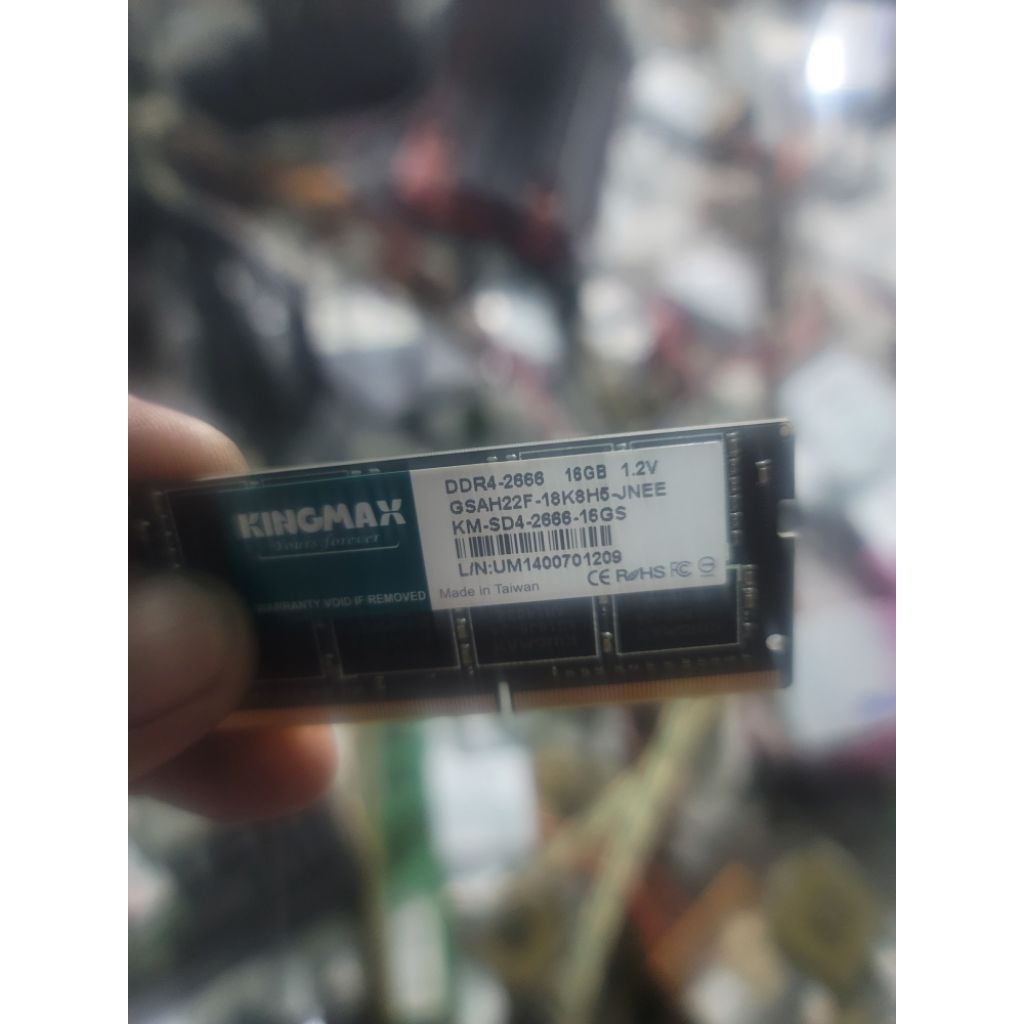 KINGMAX
Yours forever
WARRANTY VOID IF REMOVED
DDR4-2666 16GB 1.2V
GSAH22F-18K8H5-JNEE
KM-SD4-2666-16GS
L/N:UM1400701209
Made in Taiwan
CE RoHS FC